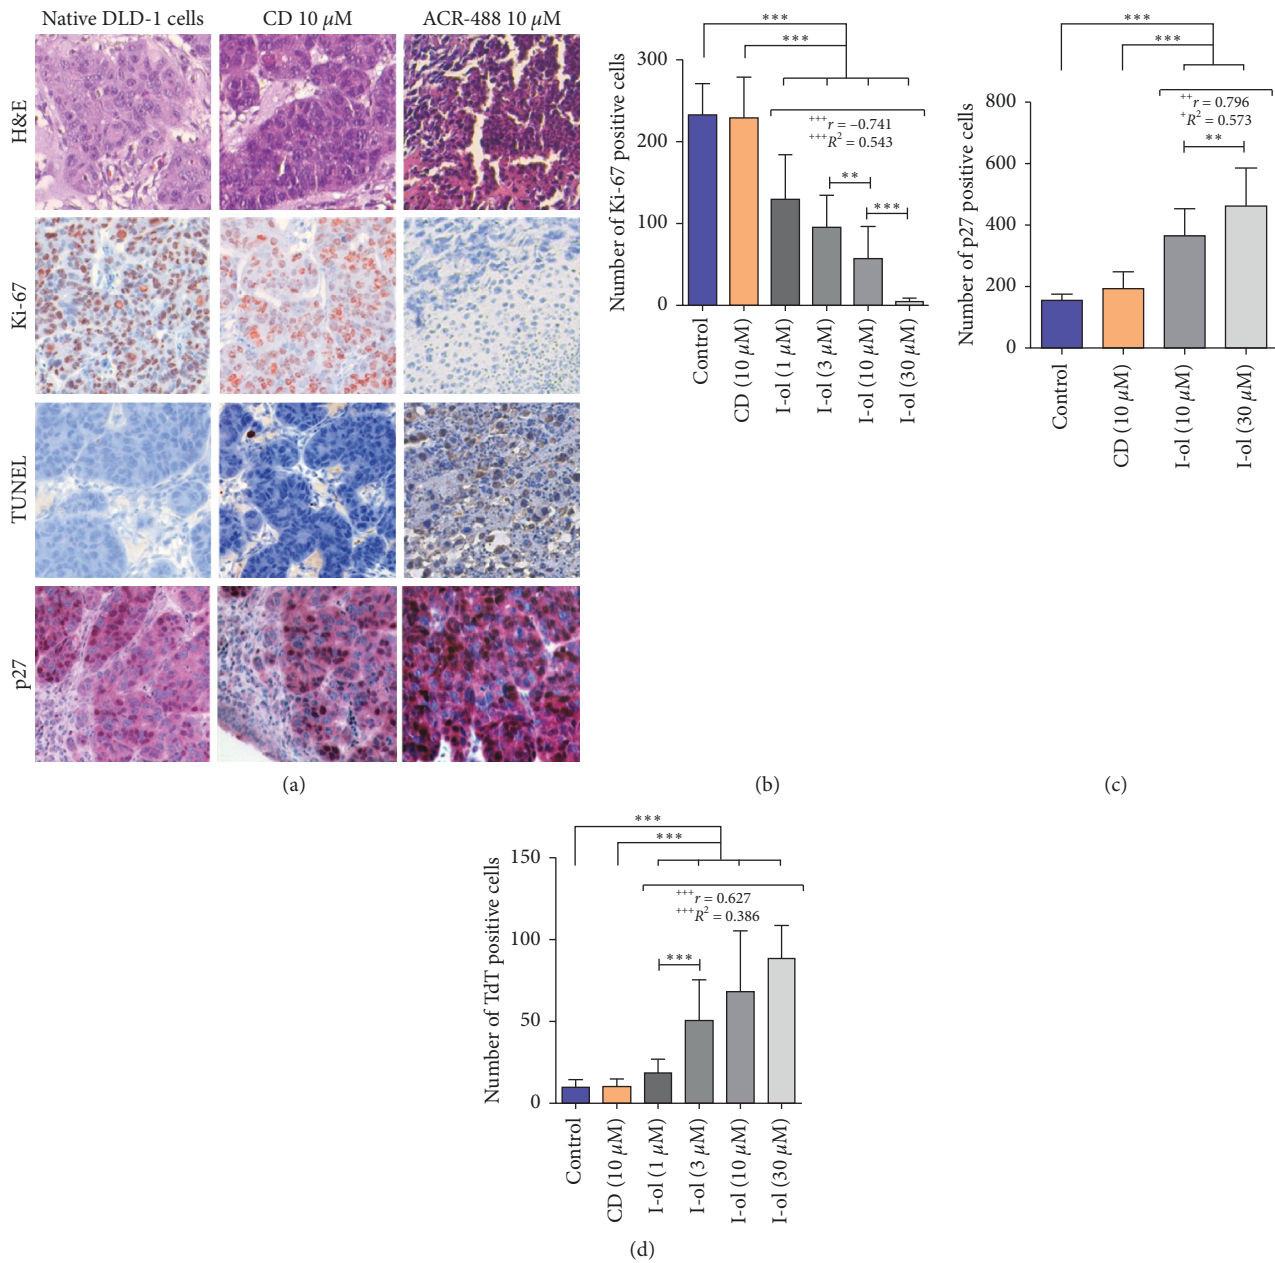 Native DLD-1 cells
CD 10 μM
ACR-488 10 μM
H&E
Ki-67
TUNEL
p27
(a)
Number of Ki-67 positive cells
300
200
100
0
***
***
+++r = –0.741
+++R2 = 0.543
**
***
Control
CD (10 μM)
I-ol (1 μM)
I-ol (3 μM)
I-ol (10 μM)
I-ol (30 μM)
(b)
Number of p27 positive cells
800
600
400
200
0
***
***
++r = 0.796
+R2 = 0.573
**
Control
CD (10 μM)
I-ol (10 μM)
I-ol (30 μM)
(c)
Number of TdT positive cells
150
100
50
0
***
***
+++r = 0.627
+++R2 = 0.386
***
Control
CD (10 μM)
I-ol (1 μM)
I-ol (3 μM)
I-ol (10 μM)
I-ol (30 μM)
(d)